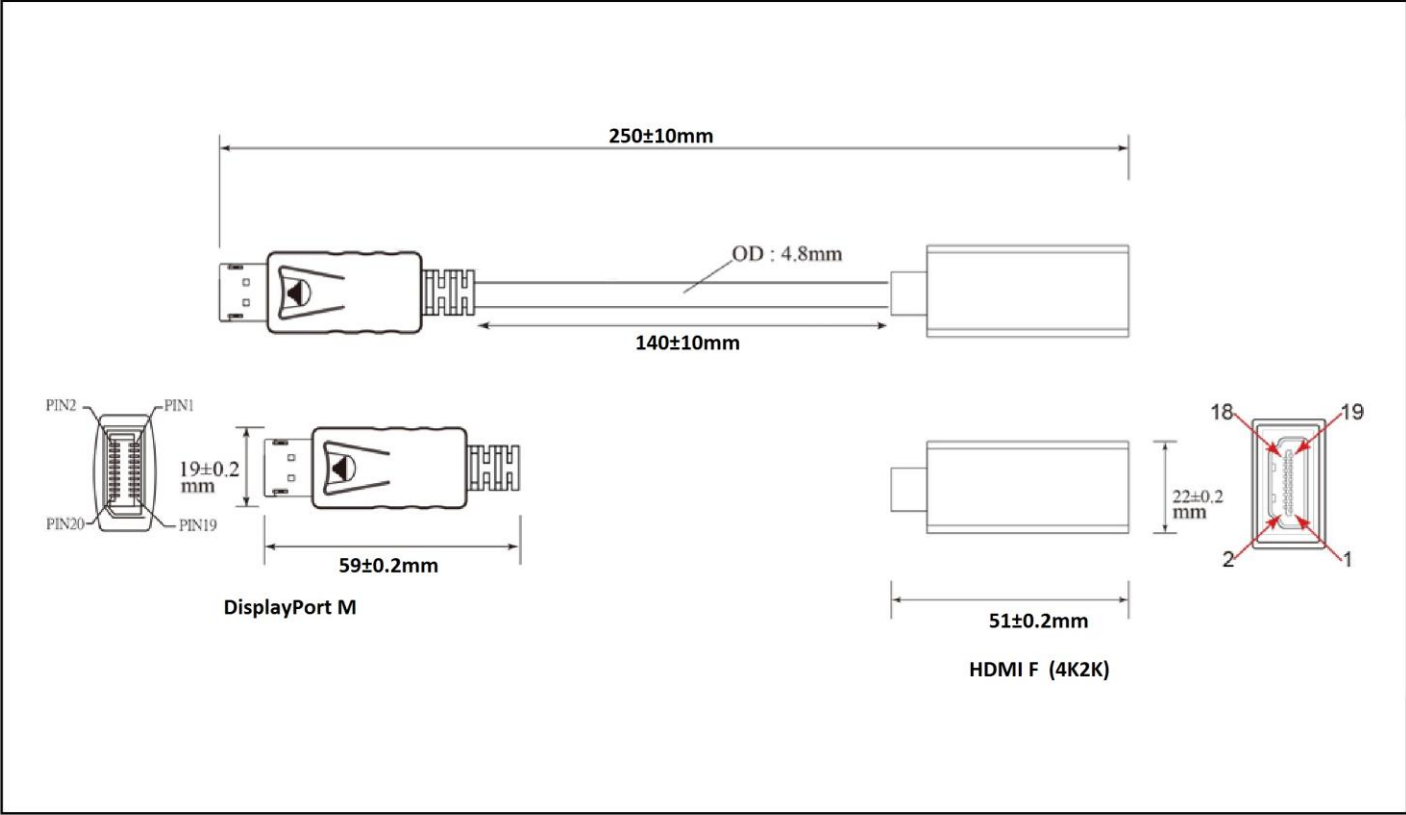 250±10mm
OD : 4.8mm
140±10mm
PIN2
PIN1
18
19
19±0.2
mm
22±0.2
mm
PIN20
PIN19
2
1
59±0.2mm
DisplayPort M
51±0.2mm
HDMI F (4K2K)